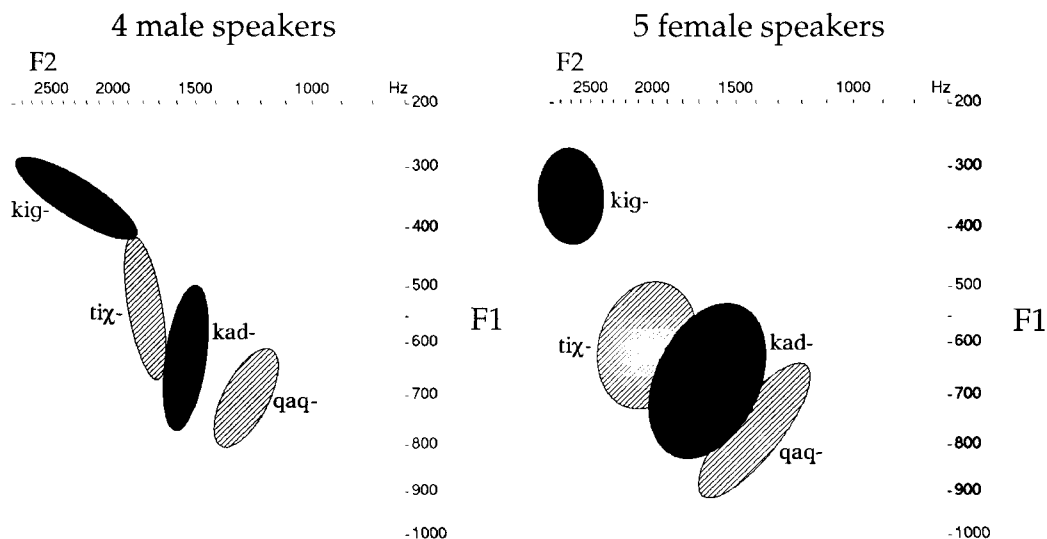 4 male speakers
F2
2500 2000 1500 Hz 1000
200
300
400
500
600
700
800
900
1000
F1
kig-
tiχ-
kad-
qaq-
5 female speakers
F2
2500 2000 1500 1000 Hz
200
300
400
500
600
700
800
900
1000
F1
kig-
tiχ-
kad-
qaq-